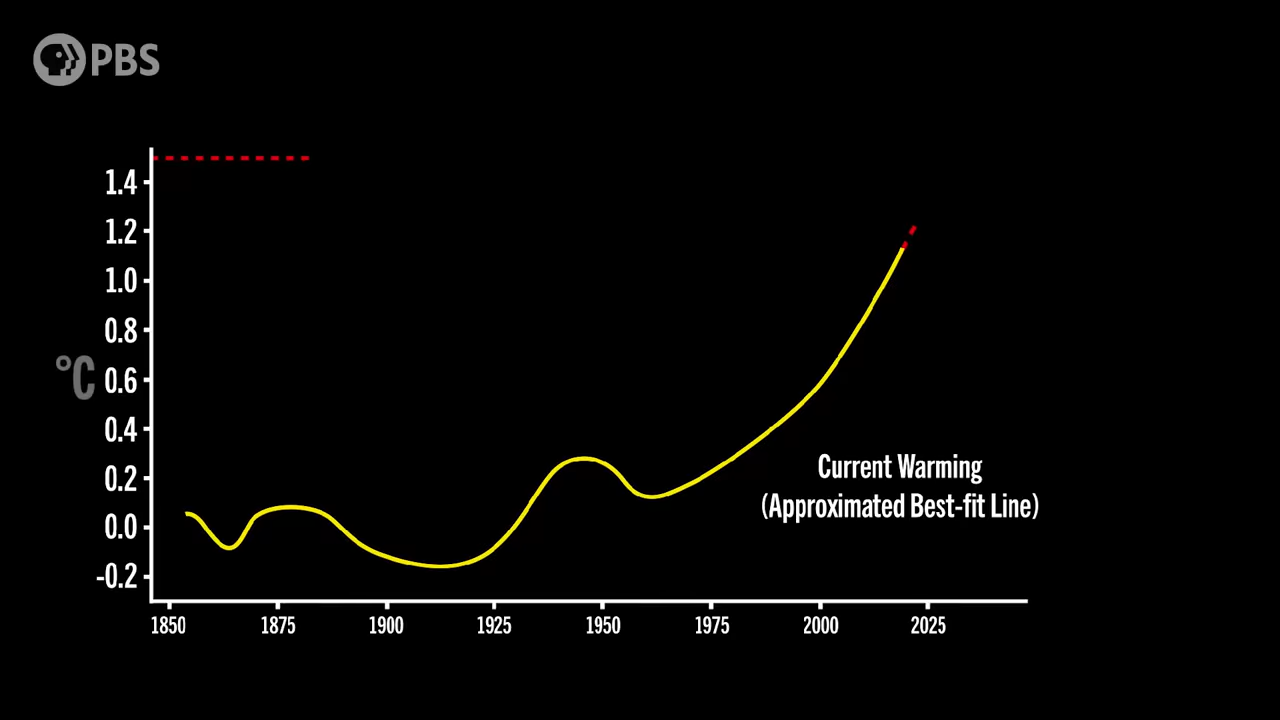 PBS
1.4
1.2
1.0
0.8
°C
0.6
0.4
0.2
0.0
-0.2
Current Warming
(Approximated Best-fit Line)
1850 1875 1900 1925 1950 1975 2000 2025